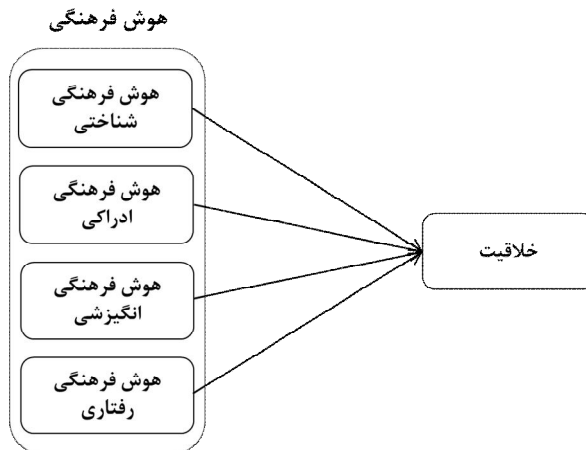 هوش فرهنگی
هوش فرهنگی
شناختی
هوش فرهنگی
ادراکی
هوش فرهنگی
انگیزشی
هوش فرهنگی
رفتاری
خلاقیت